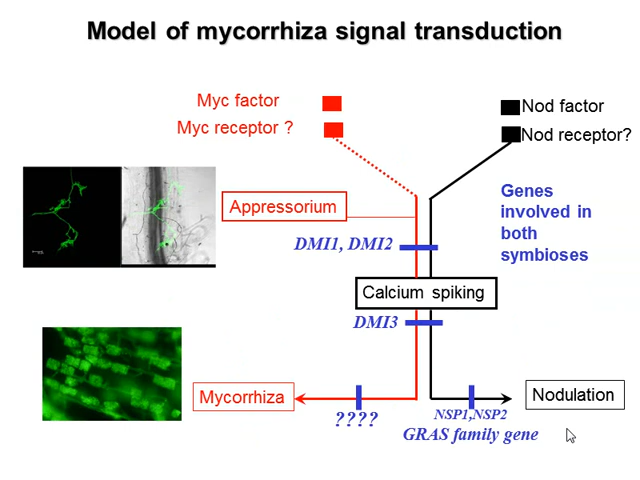 Model of mycorrhiza signal transduction
Myc factor
Nod factor
Myc receptor ?
Nod receptor?
Appressorium
Genes
involved in
both
symbioses
DMI1, DMI2
Calcium spiking
DMI3
Mycorrhiza
Nodulation
????
NSP1,NSP2
GRAS family gene